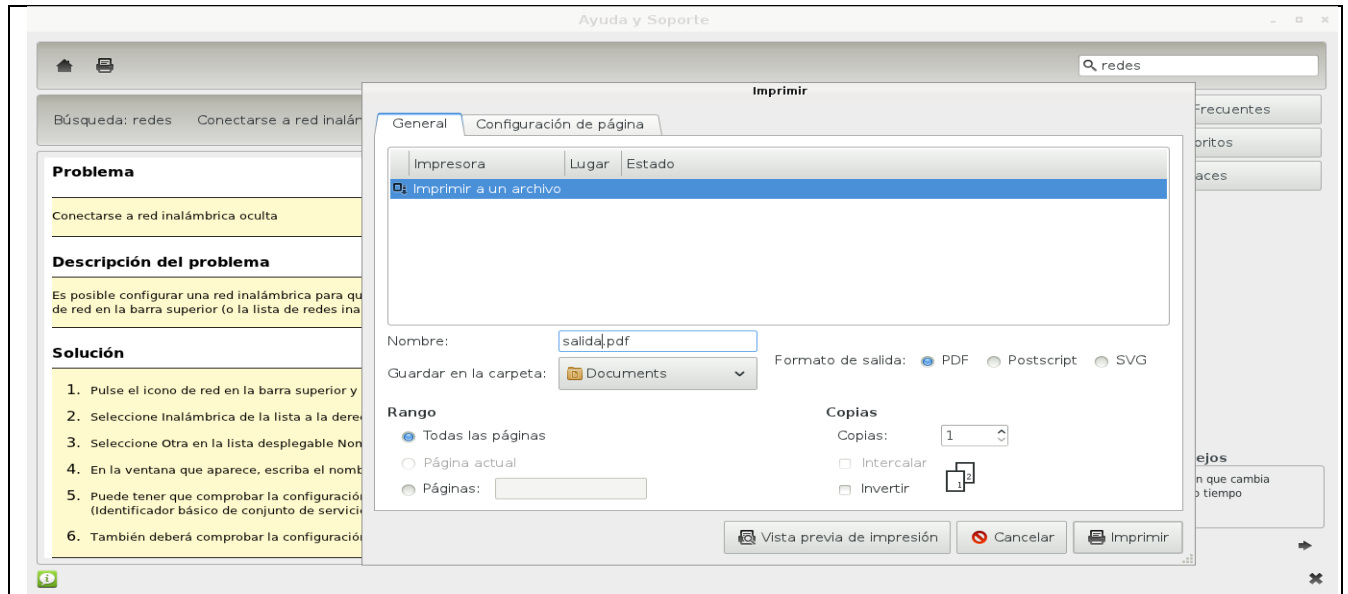 Ayuda y Soporte
redes
Búsqueda: redes Conectarse a red inalám
Imprimir
General Configuración de página
Frecuentes
oritos
aces
Impresora Lugar Estado
Imprimir a un archivo
Problema
Conectarse a red inalámbrica oculta
Descripción del problema
Es posible configurar una red inalámbrica para qu
de red en la barra superior (o la lista de redes ina
Solución
1. Pulse el icono de red en la barra superior y
2. Seleccione Inalámbrica de la lista a la dere
3. Seleccione Otra en la lista desplegable Nom
4. En la ventana que aparece, escriba el nomb
5. Puede tener que comprobar la configuració
(Identificador básico de conjunto de servici
6. También deberá comprobar la configuració
Nombre: salida.pdf
Guardar en la carpeta: Documents
Formato de salida: PDF Postscript SVG
Rango
Todas las páginas
Página actual
Páginas:
Copias
Copias: 1
Intercalar
Invertir
1 2
Vista previa de impresión Cancelar Imprimir
ejos
n que cambia
o tiempo